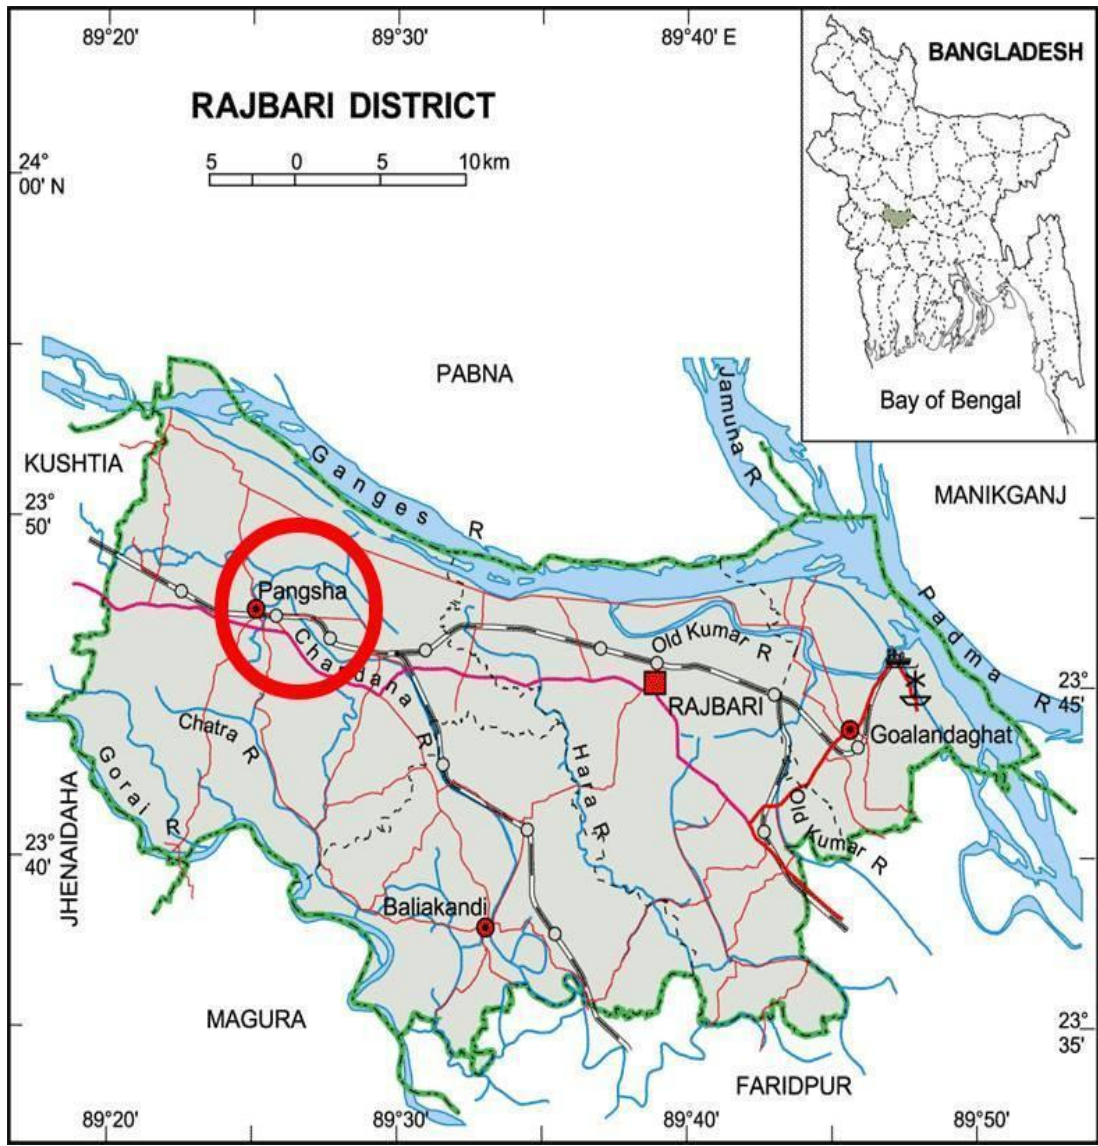 89°20'
89°30'
89°40' E
BANGLADESH
RAJBARI DISTRICT
5 0 5 10 km
24°
00' N
Bay of Bengal
PABNA
Jamuna R
KUSHTIA
Ganges R
MANIKGANJ
23°
50'
Pangsha
Padma R
Old Kumar R
Chandana R
RAJBARI
23°
45'
Chatra R
Goalandaghat
Gorai R
Hara R
Old Kumar R
JHENAIDAHA
23°
40'
Baliakandi
MAGURA
23°
35'
FARIDPUR
89°20'
89°30'
89°40'
89°50'